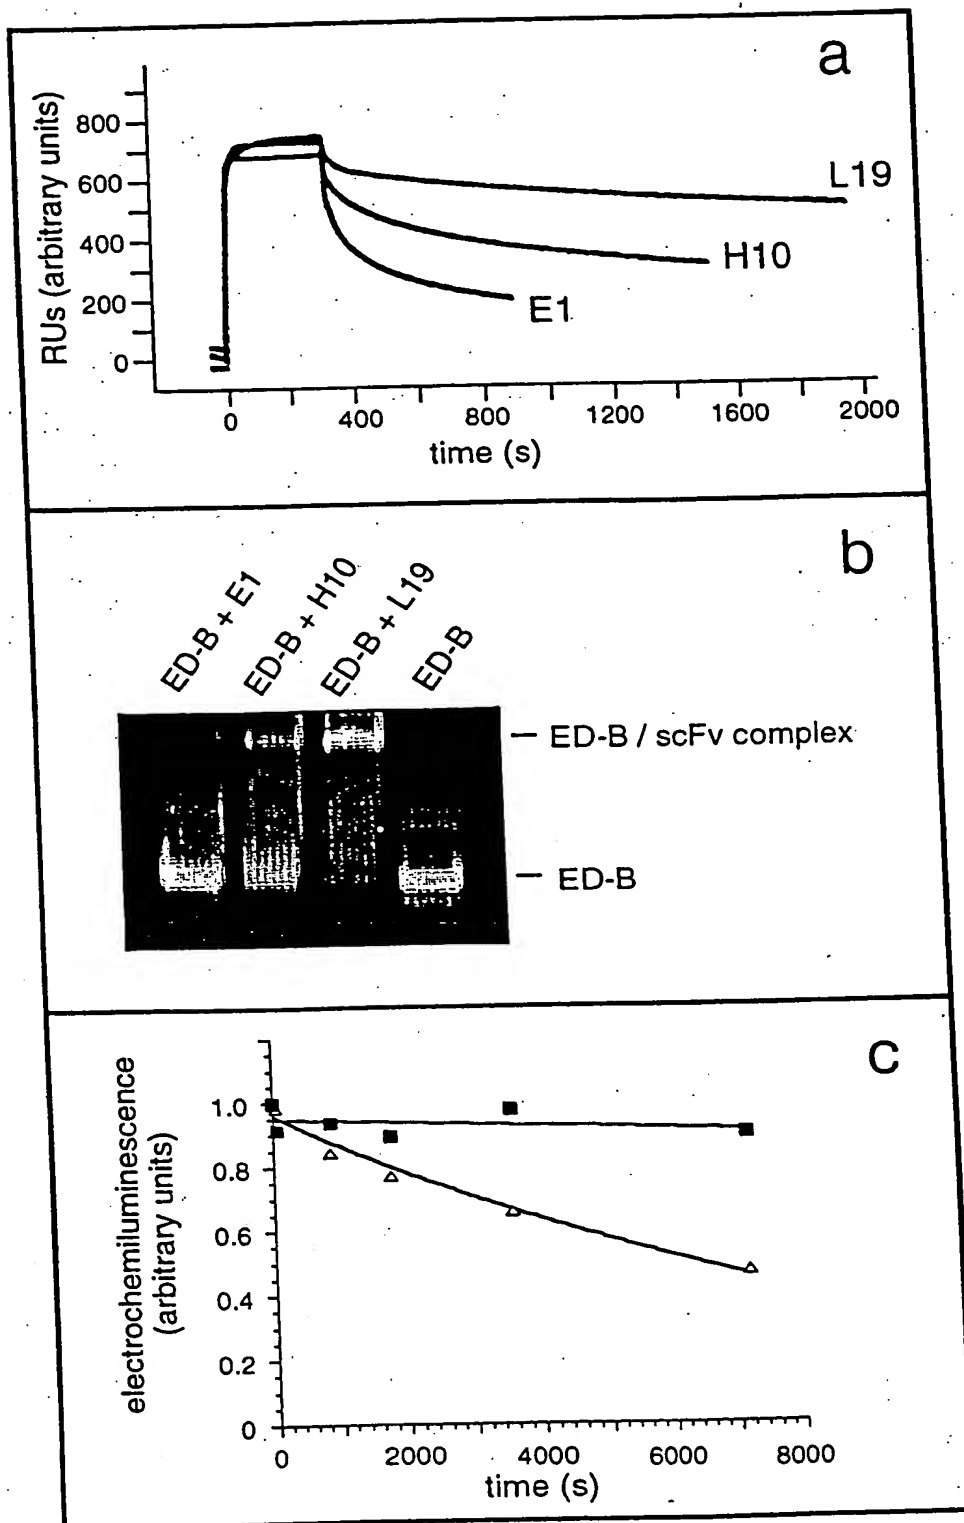 a
RUs (arbitrary units)
800
600
400
200
0
L19
H10
E1
0 400 800 1200 1600 2000
time (s)
b
ED-B + E1
ED-B + H10
ED-B + L19
ED-B
ED-B / scFv complex
ED-B
c
electrochemiluminescence
(arbitrary units)
1.0
0.8
0.6
0.4
0.2
0
0 2000 4000 6000 8000
time (s)